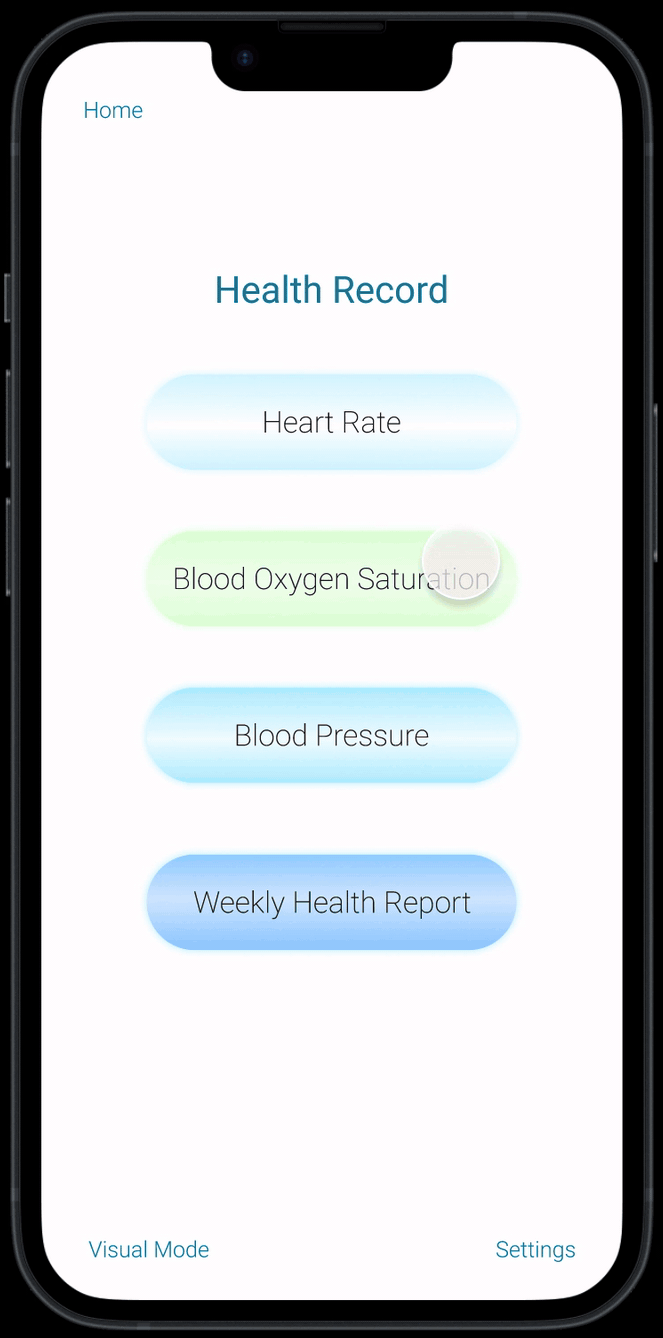 Home
Health Record
Heart Rate
Blood Oxygen Saturation
Blood Pressure
Weekly Health Report
Visual Mode
Settings